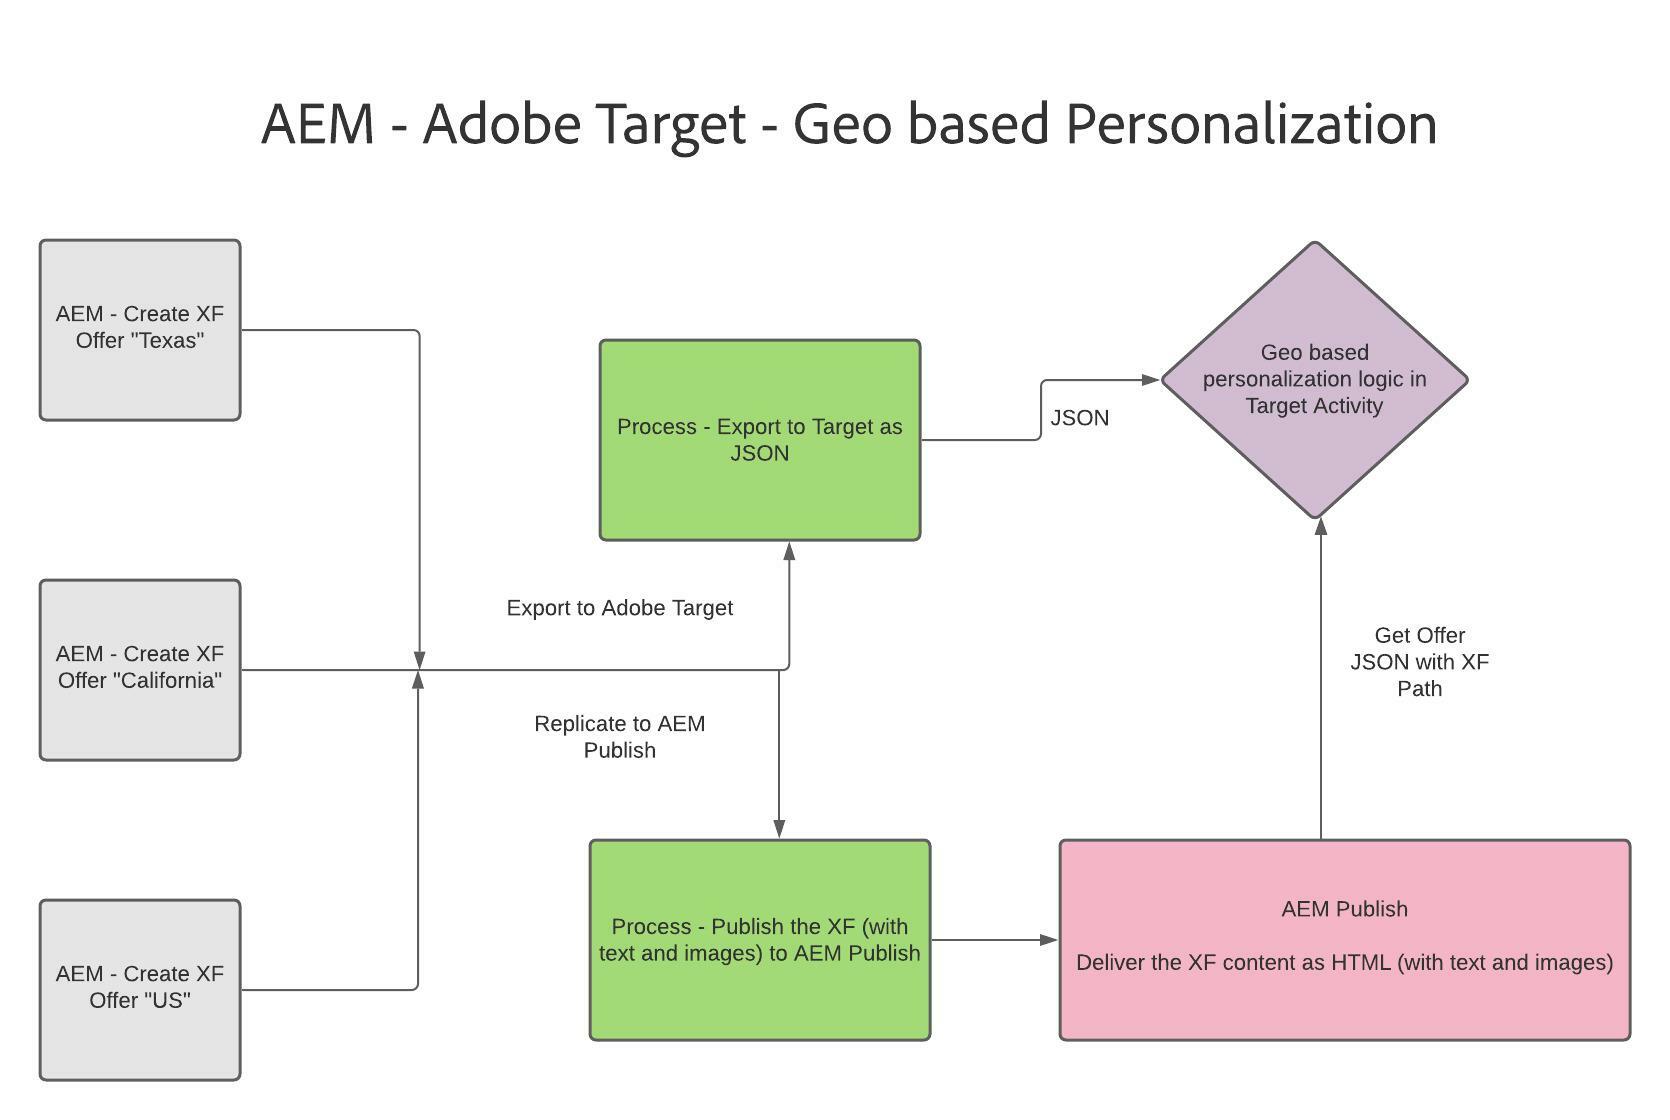 AEM - Adobe Target - Geo based Personalization
AEM - Create XF
Offer "Texas"
Process - Export to Target as
JSON
JSON
Geo based
personalization logic in
Target Activity
AEM - Create XF
Offer "California"
Export to Adobe Target
Replicate to AEM
Publish
Get Offer
JSON with XF
Path
AEM - Create XF
Offer "US"
Process - Publish the XF (with
text and images) to AEM Publish
AEM Publish
Deliver the XF content as HTML (with text and images)